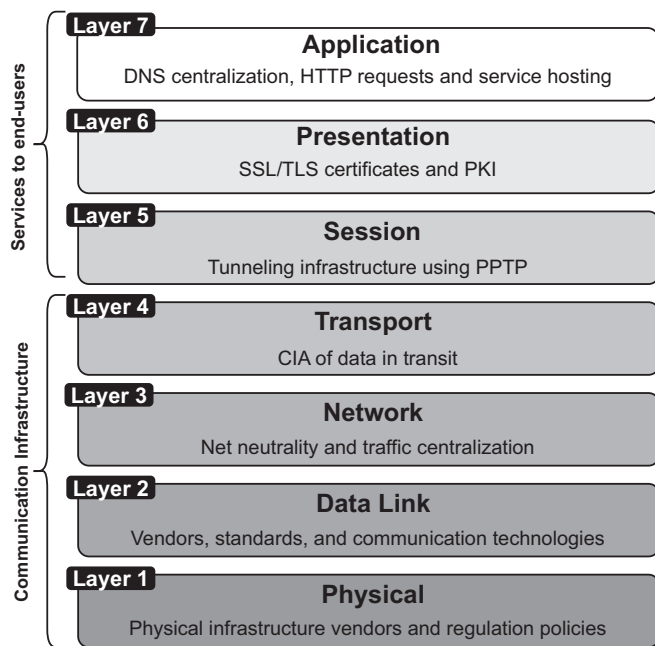 Services to end-users
Layer 7
Application
DNS centralization, HTTP requests and service hosting
Layer 6
Presentation
SSL/TLS certificates and PKI
Layer 5
Session
Tunneling infrastructure using PPTP
Communication Infrastructure
Layer 4
Transport
CIA of data in transit
Layer 3
Network
Net neutrality and traffic centralization
Layer 2
Data Link
Vendors, standards, and communication technologies
Layer 1
Physical
Physical infrastructure vendors and regulation policies